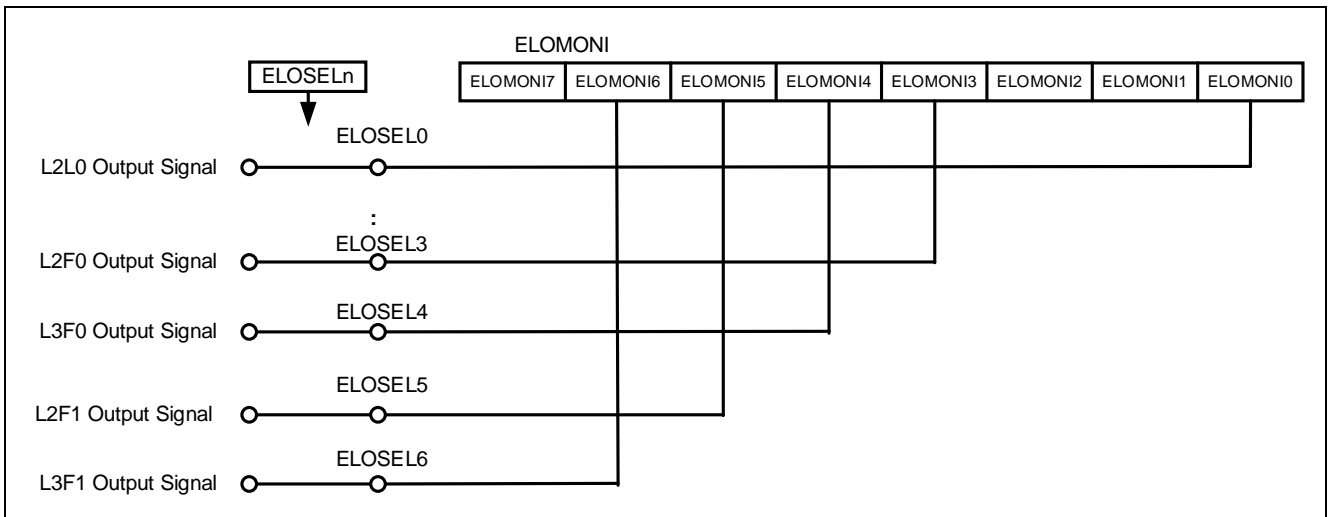 ELOMONI
ELOSELn
ELOMONI7 ELOMONI6 ELOMONI5 ELOMONI4 ELOMONI3 ELOMONI2 ELOMONI1 ELOMONI0
ELOSEL0
L2L0 Output Signal
:
ELOSEL3
L2F0 Output Signal
ELOSEL4
L3F0 Output Signal
ELOSEL5
L2F1 Output Signal
ELOSEL6
L3F1 Output Signal